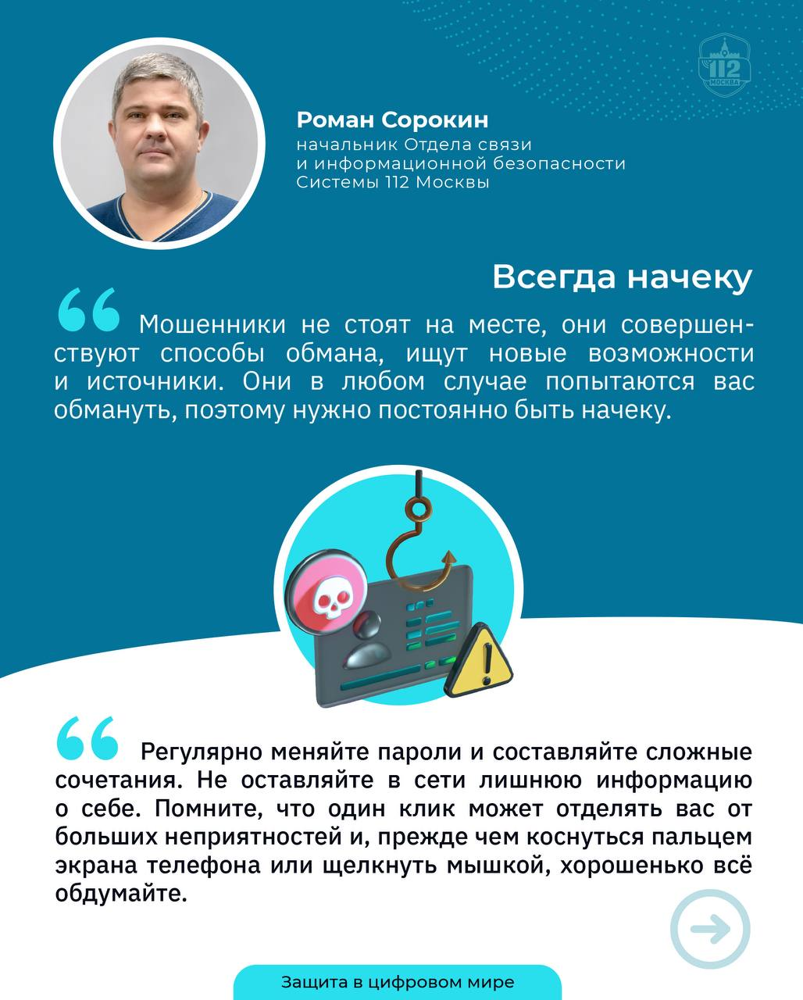 112
МОСКВА
Роман Сорокин
начальник Отдела связи
и информационной безопасности
Системы 112 Москвы
Всегда начеку
“ Мошенники не стоят на месте, они совершен-
ствуют способы обмана, ищут новые возможности
и источники. Они в любом случае попытаются вас
обмануть, поэтому нужно постоянно быть начеку.
“ Регулярно меняйте пароли и составляйте сложные
сочетания. Не оставляйте в сети лишнюю информацию
о себе. Помните, что один клик может отделять вас от
больших неприятностей и, прежде чем коснуться пальцем
экрана телефона или щелкнуть мышкой, хорошенько всё
обдумайте.
Защита в цифровом мире